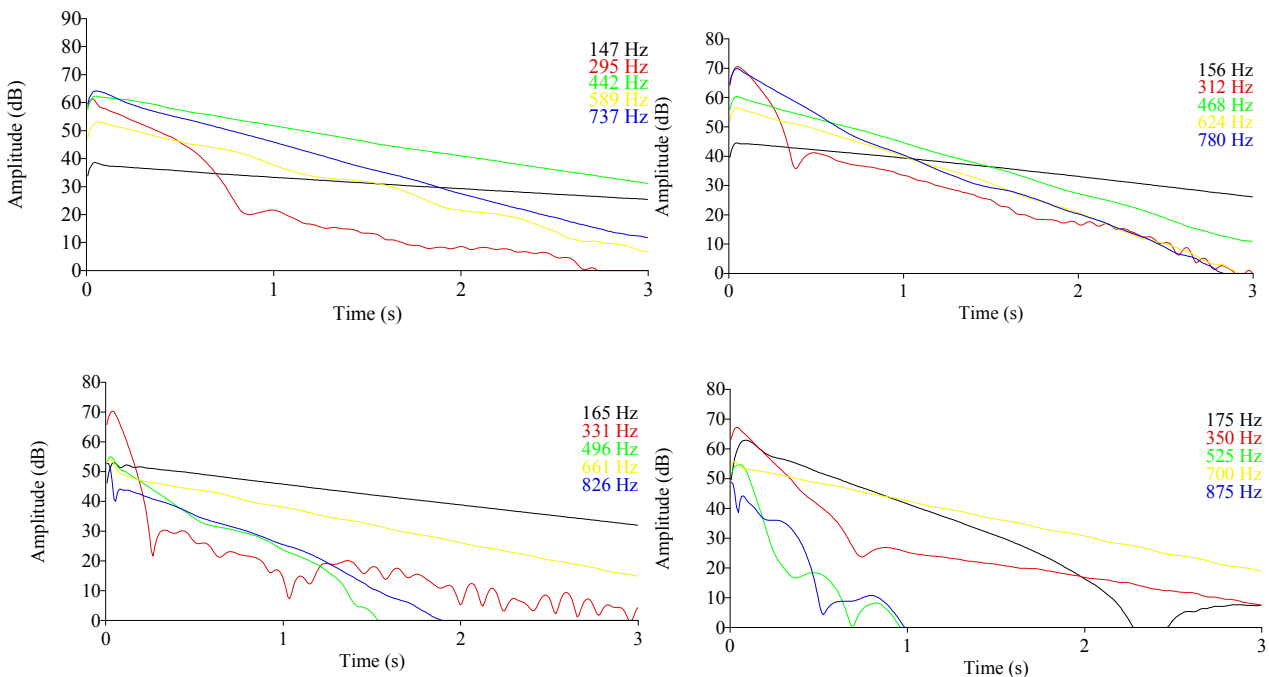 90
80
70
60
50
40
30
20
10
0
Amplitude (dB)
147 Hz
295 Hz
442 Hz
589 Hz
737 Hz
0 1 2 3
Time (s)
80
70
60
50
40
30
20
10
0
Amplitude (dB)
156 Hz
312 Hz
468 Hz
624 Hz
780 Hz
0 1 2 3
Time (s)
80
70
60
50
40
30
20
10
0
Amplitude (dB)
165 Hz
331 Hz
496 Hz
661 Hz
826 Hz
0 1 2 3
Time (s)
80
70
60
50
40
30
20
10
0
Amplitude (dB)
175 Hz
350 Hz
525 Hz
700 Hz
875 Hz
0 1 2 3
Time (s)